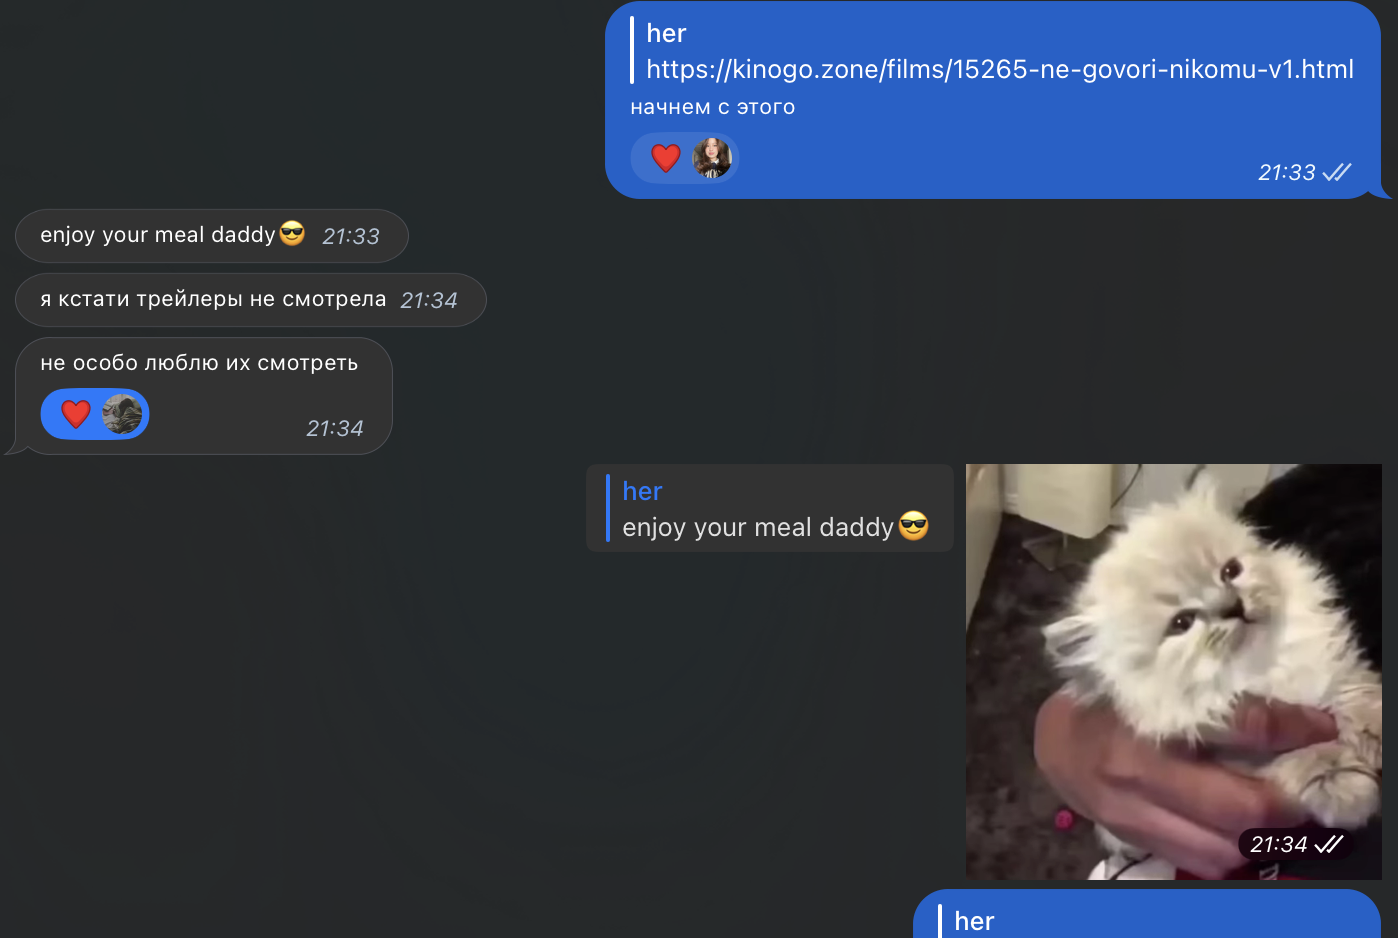 her
https://kinogo.zone/films/15265-ne-govori-nikomu-v1.html
начнем с этого
21:33
enjoy your meal daddy😎 21:33
я кстати трейлеры не смотрела 21:34
не особо люблю их смотреть
21:34
her
enjoy your meal daddy😎
21:34
her